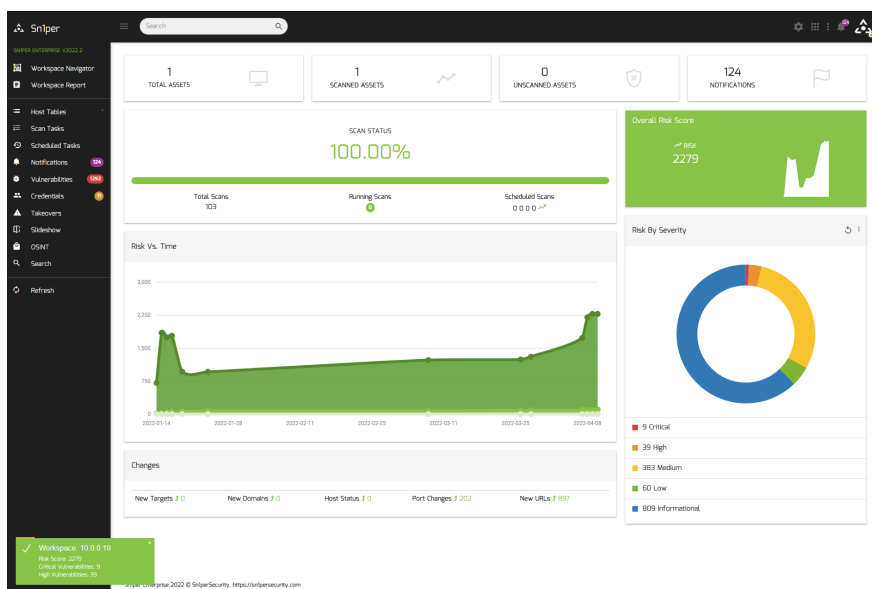 Sn1per
Search
124
SN1PER ENTERPRISE V2022.2
Workspace Navigator
Workspace Report
Host Tables
Scan Tasks
Scheduled Tasks
Notifications 124
Vulnerabilities 1292
Credentials 11
Takeovers
Slideshow
OSINT
Search
Refresh
1
TOTAL ASSETS
1
SCANNED ASSETS
0
UNSCANNED ASSETS
124
NOTIFICATIONS
SCAN STATUS
100.00%
Total Scans
103
Running Scans
0
Scheduled Scans
0 0 0 0
Overall Risk Score
RISK
2279
Risk Vs. Time
3,000
2,250
1,500
750
0
2022-01-14 2022-01-28 2022-02-11 2022-02-25 2022-03-11 2022-03-25 2022-04-08
Risk By Severity
9 Critical
39 High
383 Medium
60 Low
809 Informational
Changes
New Targets 0 New Domains 0 Host Status 0 Port Changes 202 New URLs 897
Workspace: 10.0.0.19
Risk Score: 2279
Critical Vulnerabilities: 9
High Vulnerabilities: 39
Sn1per Enterprise 2022 © Sn1perSecurity. https://sn1persecurity.com